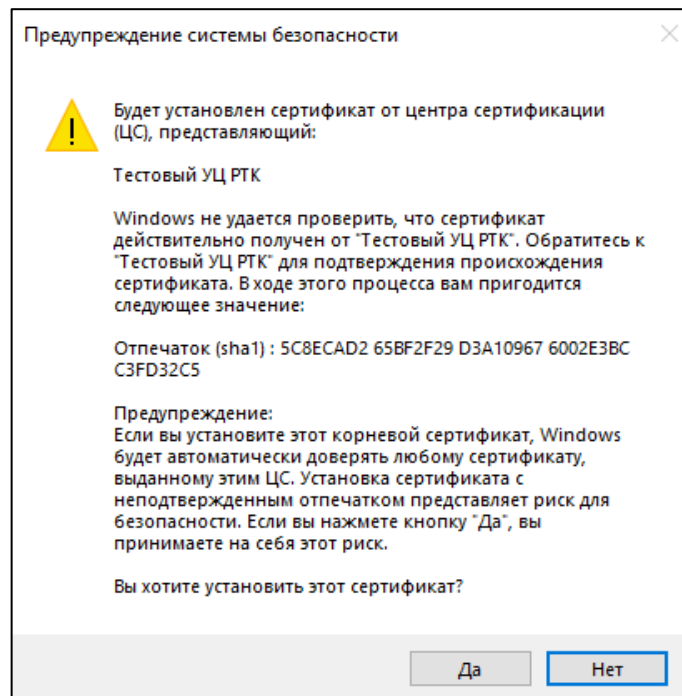 Предупреждение системы безопасности
Будет установлен сертификат от центра сертификации
(ЦС), представляющий:
Тестовый УЦ РТК
Windows не удается проверить, что сертификат
действительно получен от "Тестовый УЦ РТК". Обратитесь к
"Тестовый УЦ РТК" для подтверждения происхождения
сертификата. В ходе этого процесса вам пригодится
следующее значение:
Отпечаток (sha1) : 5C8ECAD2 65BF2F29 D3A10967 6002E3BC
C3FD32C5
Предупреждение:
Если вы установите этот корневой сертификат, Windows
будет автоматически доверять любому сертификату,
выданному этим ЦС. Установка сертификата с
неподтвержденным отпечатком представляет риск для
безопасности. Если вы нажмете кнопку "Да", вы
принимаете на себя этот риск.
Вы хотите установить этот сертификат?
Да
Нет